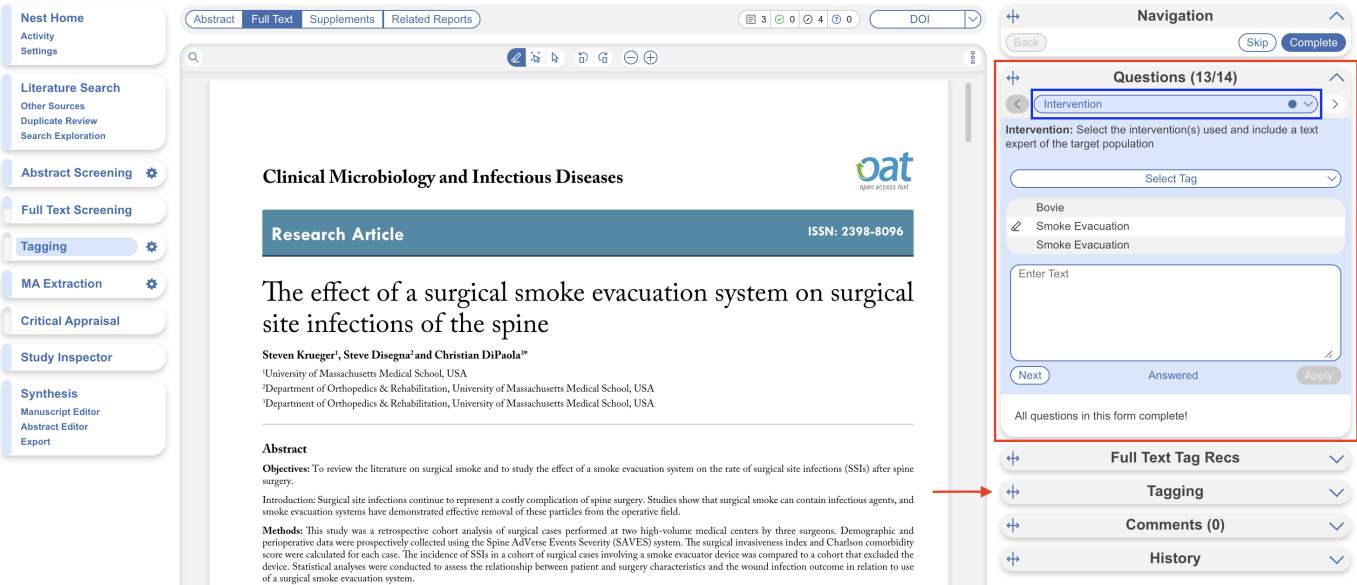 Nest Home
Activity
Settings
Literature Search
Other Sources
Duplicate Review
Search Exploration
Abstract Screening
Full Text Screening
Tagging
MA Extraction
Critical Appraisal
Study Inspector
Synthesis
Manuscript Editor
Abstract Editor
Export
Abstract Full Text Supplements Related Reports
3 0 4 0
DOI
Clinical Microbiology and Infectious Diseases
oat
open access text
Research Article
ISSN: 2398-8096
The effect of a surgical smoke evacuation system on surgical
site infections of the spine
Steven Krueger¹, Steve Disegna² and Christian DiPaola³*
¹University of Massachusetts Medical School, USA
²Department of Orthopedics & Rehabilitation, University of Massachusetts Medical School, USA
³Department of Orthopedics & Rehabilitation, University of Massachusetts Medical School, USA
Abstract
Objectives: To review the literature on surgical smoke and to study the effect of a smoke evacuation system on the rate of surgical site infections (SSIs) after spine
surgery.
Introduction: Surgical site infections continue to represent a costly complication of spine surgery. Studies show that surgical smoke can contain infectious agents, and
smoke evacuation systems have demonstrated effective removal of these particles from the operative field.
Methods: This study was a retrospective cohort analysis of surgical cases performed at two high-volume medical centers by three surgeons. Demographic and
perioperative data were prospectively collected using the Spine AdVerse Events Severity (SAVES) system. The surgical invasiveness index and Charlson comorbidity
score were calculated for each case. The incidence of SSIs in a cohort of surgical cases involving a smoke evacuator device was compared to a cohort that excluded the
device. Statistical analyses were conducted to assess the relationship between patient and surgery characteristics and the wound infection outcome in relation to use
of a surgical smoke evacuation system.
Navigation
Back
Skip
Complete
Questions (13/14)
Intervention
Intervention: Select the intervention(s) used and include a text
expert of the target population
Select Tag
Bovie
Smoke Evacuation
Smoke Evacuation
Enter Text
Next
Answered
Apply
All questions in this form complete!
Full Text Tag Recs
Tagging
Comments (0)
History